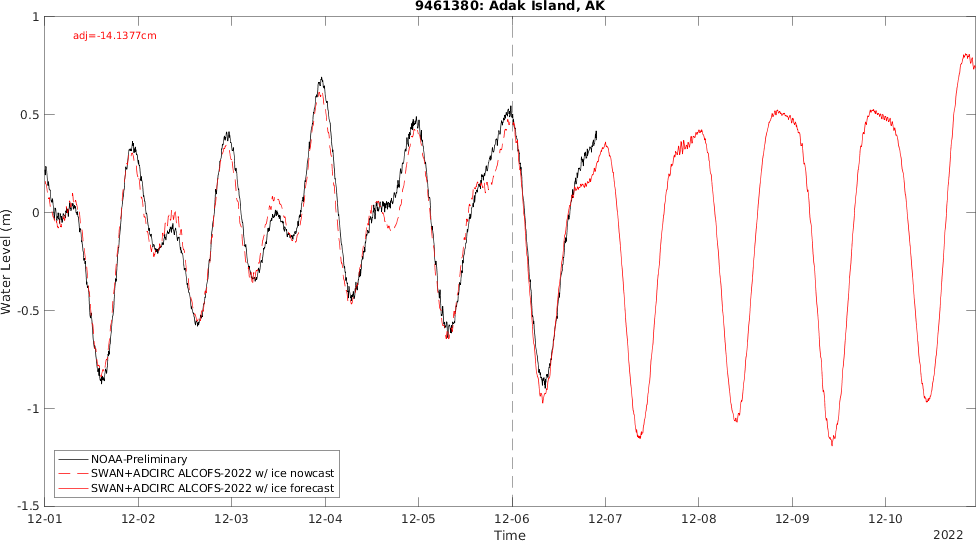 9461380: Adak Island, AK
adj=-14.1377cm
1
0.5
0
-0.5
-1
-1.5
Water Level (m)
NOAA-Preliminary
SWAN+ADCIRC ALCOFS-2022 w/ ice nowcast
SWAN+ADCIRC ALCOFS-2022 w/ ice forecast
12-01 12-02 12-03 12-04 12-05 12-06 12-07 12-08 12-09 12-10
Time
2022